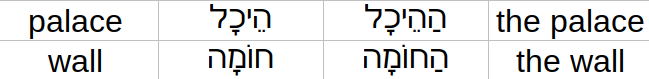 palace הֵיכָל הַהֵיכָל the palace
wall חוֹמָה הַחוֹמָה the wall